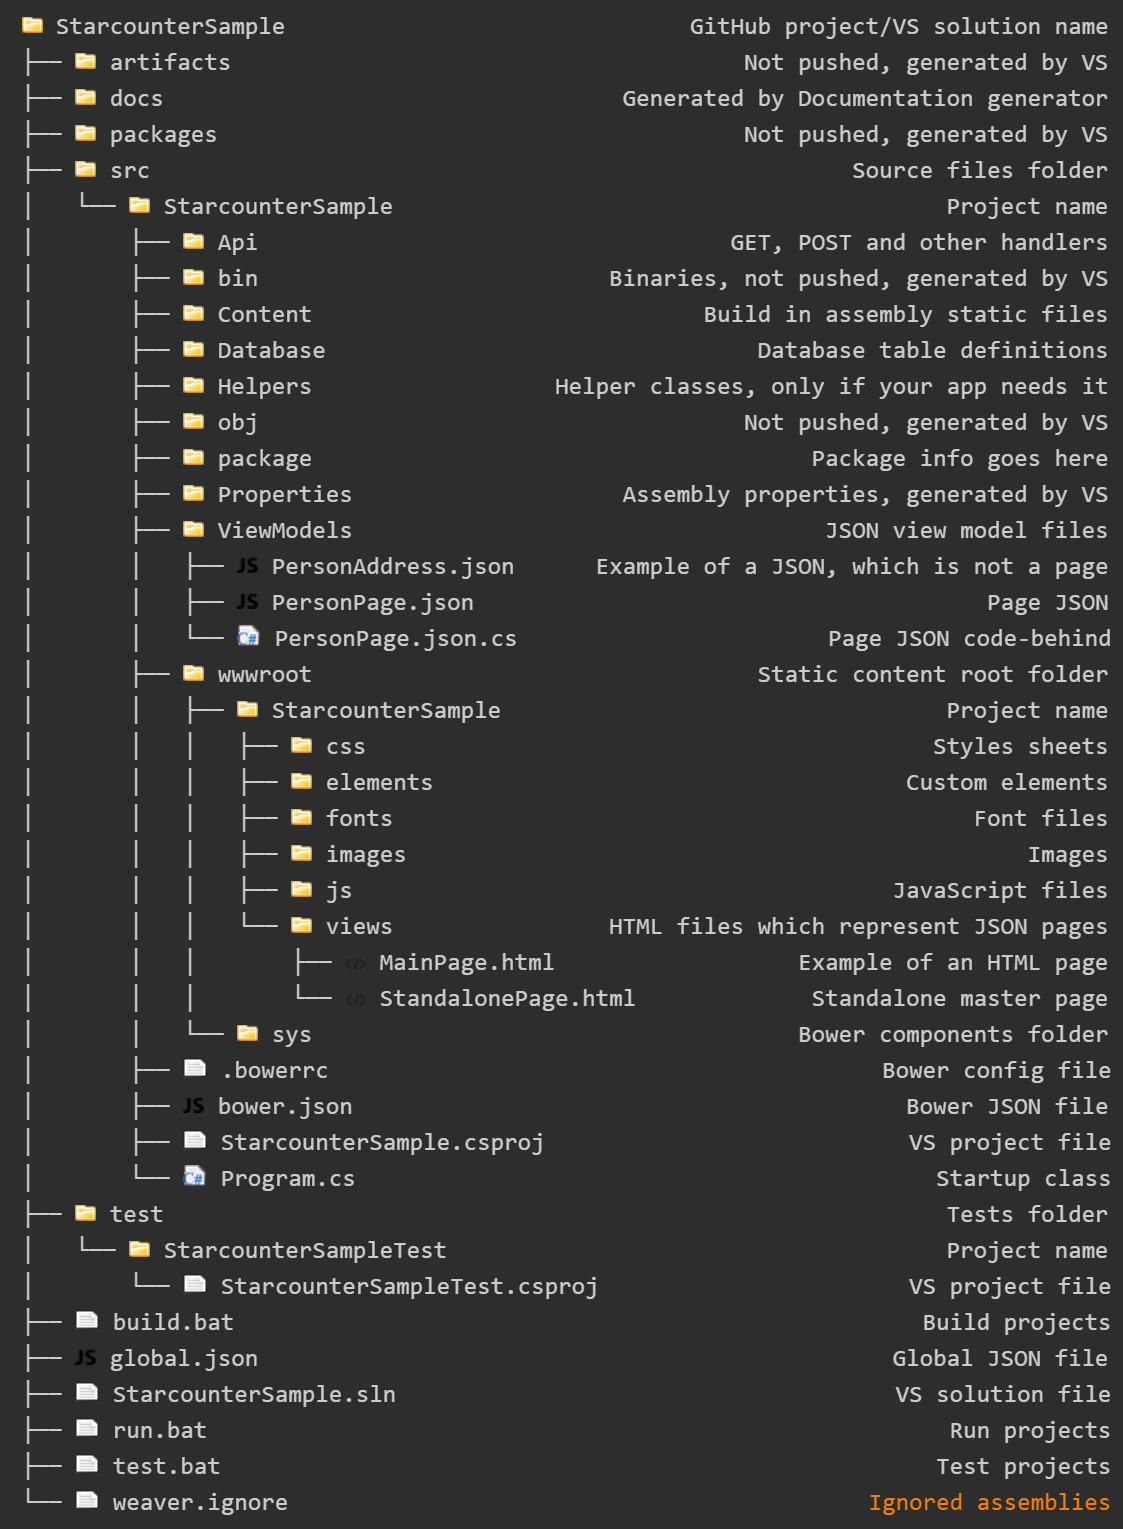 StarcounterSample GitHub project/VS solution name
├── artifacts Not pushed, generated by VS
├── docs Generated by Documentation generator
├── packages Not pushed, generated by VS
├── src Source files folder
│   └── StarcounterSample Project name
│       ├── Api GET, POST and other handlers
│       ├── bin Binaries, not pushed, generated by VS
│       ├── Content Build in assembly static files
│       ├── Database Database table definitions
│       ├── Helpers Helper classes, only if your app needs it
│       ├── obj Not pushed, generated by VS
│       ├── package Package info goes here
│       ├── Properties Assembly properties, generated by VS
│       ├── ViewModels JSON view model files
│       │   ├── JS PersonAddress.json Example of a JSON, which is not a page
│       │   ├── JS PersonPage.json Page JSON
│       │   └── C# PersonPage.json.cs Page JSON code-behind
│       ├── wwwroot Static content root folder
│       │   ├── StarcounterSample Project name
│       │   │   ├── css Styles sheets
│       │   │   ├── elements Custom elements
│       │   │   ├── fonts Font files
│       │   │   ├── images Images
│       │   │   ├── js JavaScript files
│       │   │   └── views HTML files which represent JSON pages
│       │   │       ├── </> MainPage.html Example of an HTML page
│       │   │       └── </> StandalonePage.html Standalone master page
│       │   └── sys Bower components folder
│       ├── .bowerrc Bower config file
│       ├── JS bower.json Bower JSON file
│       ├── StarcounterSample.csproj VS project file
│       └── C# Program.cs Startup class
├── test Tests folder
│   └── StarcounterSampleTest Project name
│       └── StarcounterSampleTest.csproj VS project file
├── build.bat Build projects
├── JS global.json Global JSON file
├── StarcounterSample.sln VS solution file
├── run.bat Run projects
├── test.bat Test projects
└── weaver.ignore Ignored assemblies